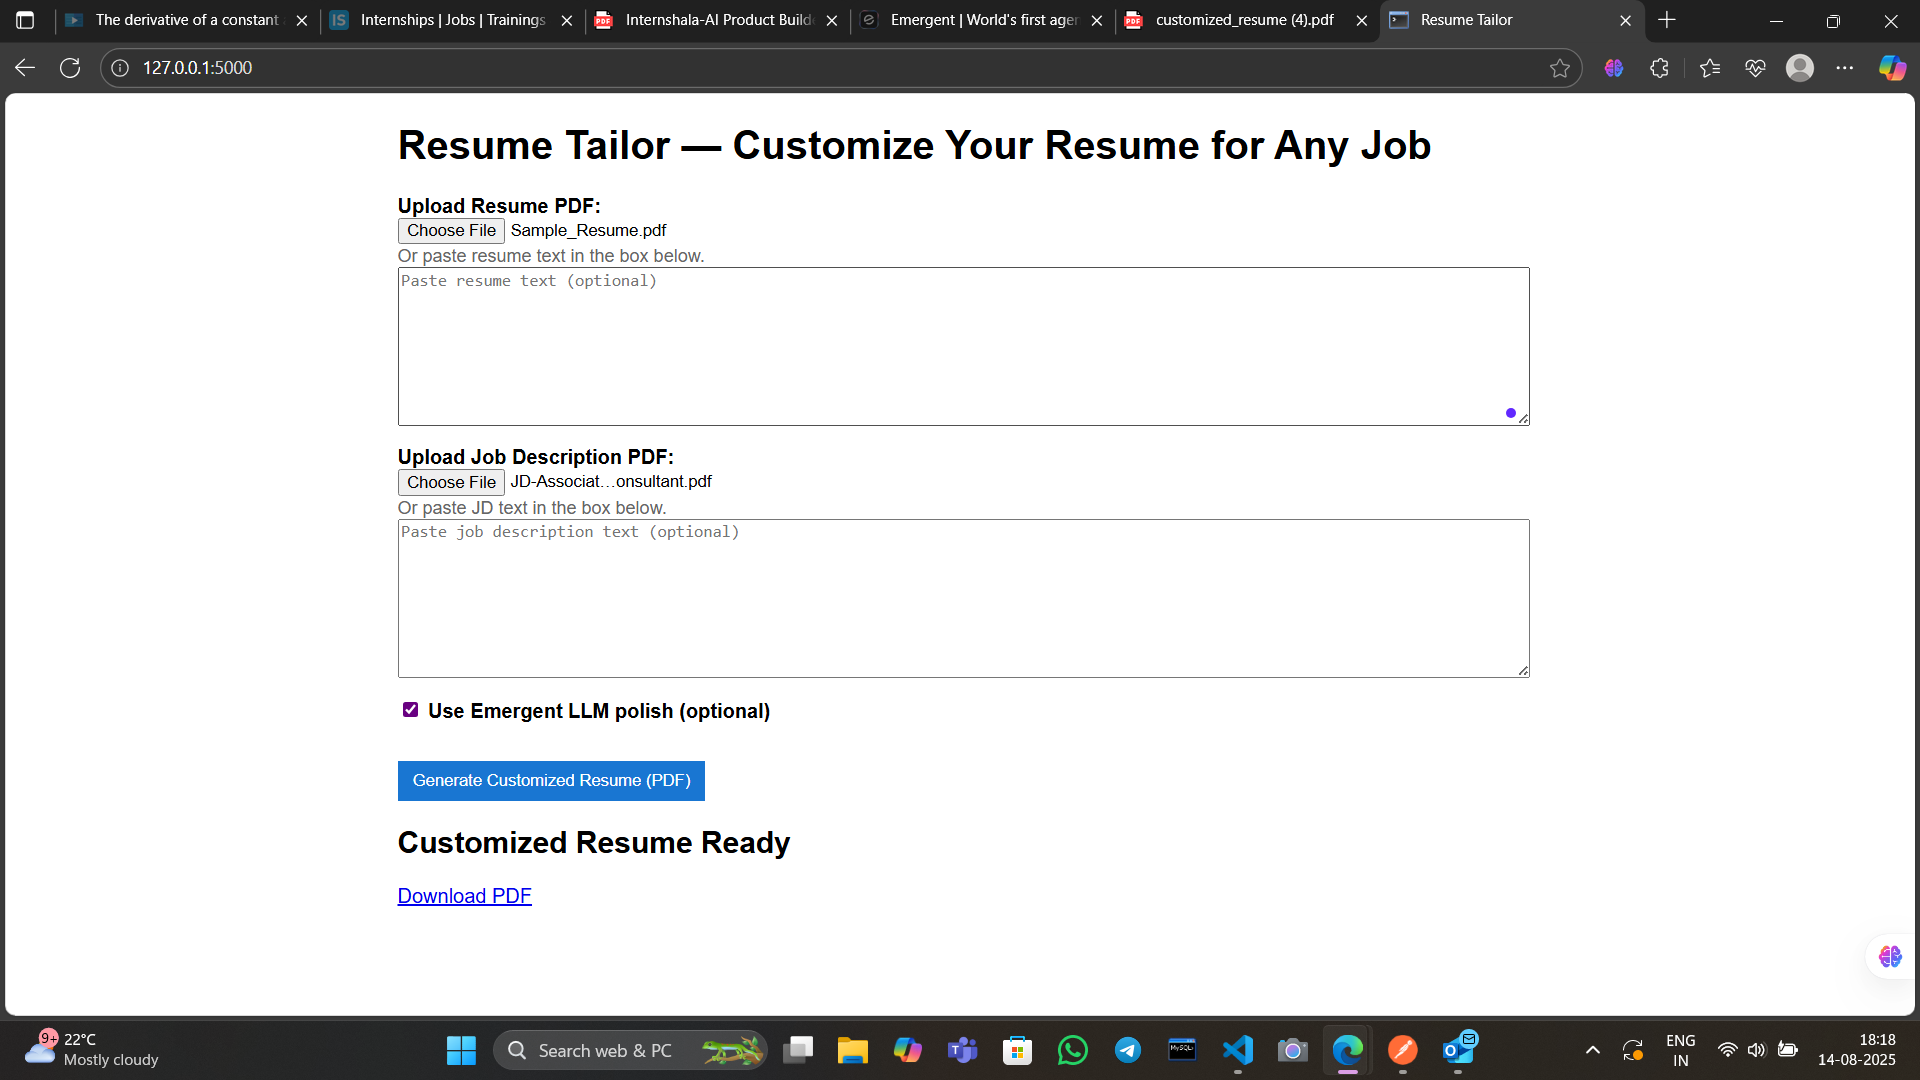 The derivative of a constant
Internships | Jobs | Trainings
Internshala-AI Product Build
Emergent | World's first agen
customized_resume (4).pdf
Resume Tailor
127.0.0.1:5000
Resume Tailor — Customize Your Resume for Any Job
Upload Resume PDF:
Choose File Sample_Resume.pdf
Or paste resume text in the box below.
Paste resume text (optional)
Upload Job Description PDF:
Choose File JD-Associat...onsultant.pdf
Or paste JD text in the box below.
Paste job description text (optional)
Use Emergent LLM polish (optional)
Generate Customized Resume (PDF)
Customized Resume Ready
Download PDF
9+
22°C
Mostly cloudy
Search web & PC
ENG
IN
18:18
14-08-2025